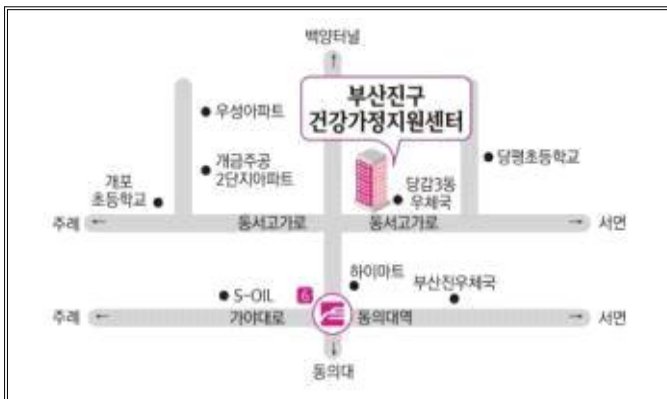 백양터널
부산진구
건강가정지원센터
우성아파트
개금주공
2단지아파트
당평초등학교
개포
초등학교
당감3동
우체국
주례
동서고가로
동서고가로
서면
하이마트
부산진우체국
S-OIL
6
주례
가야대로
동의대역
서면
동의대